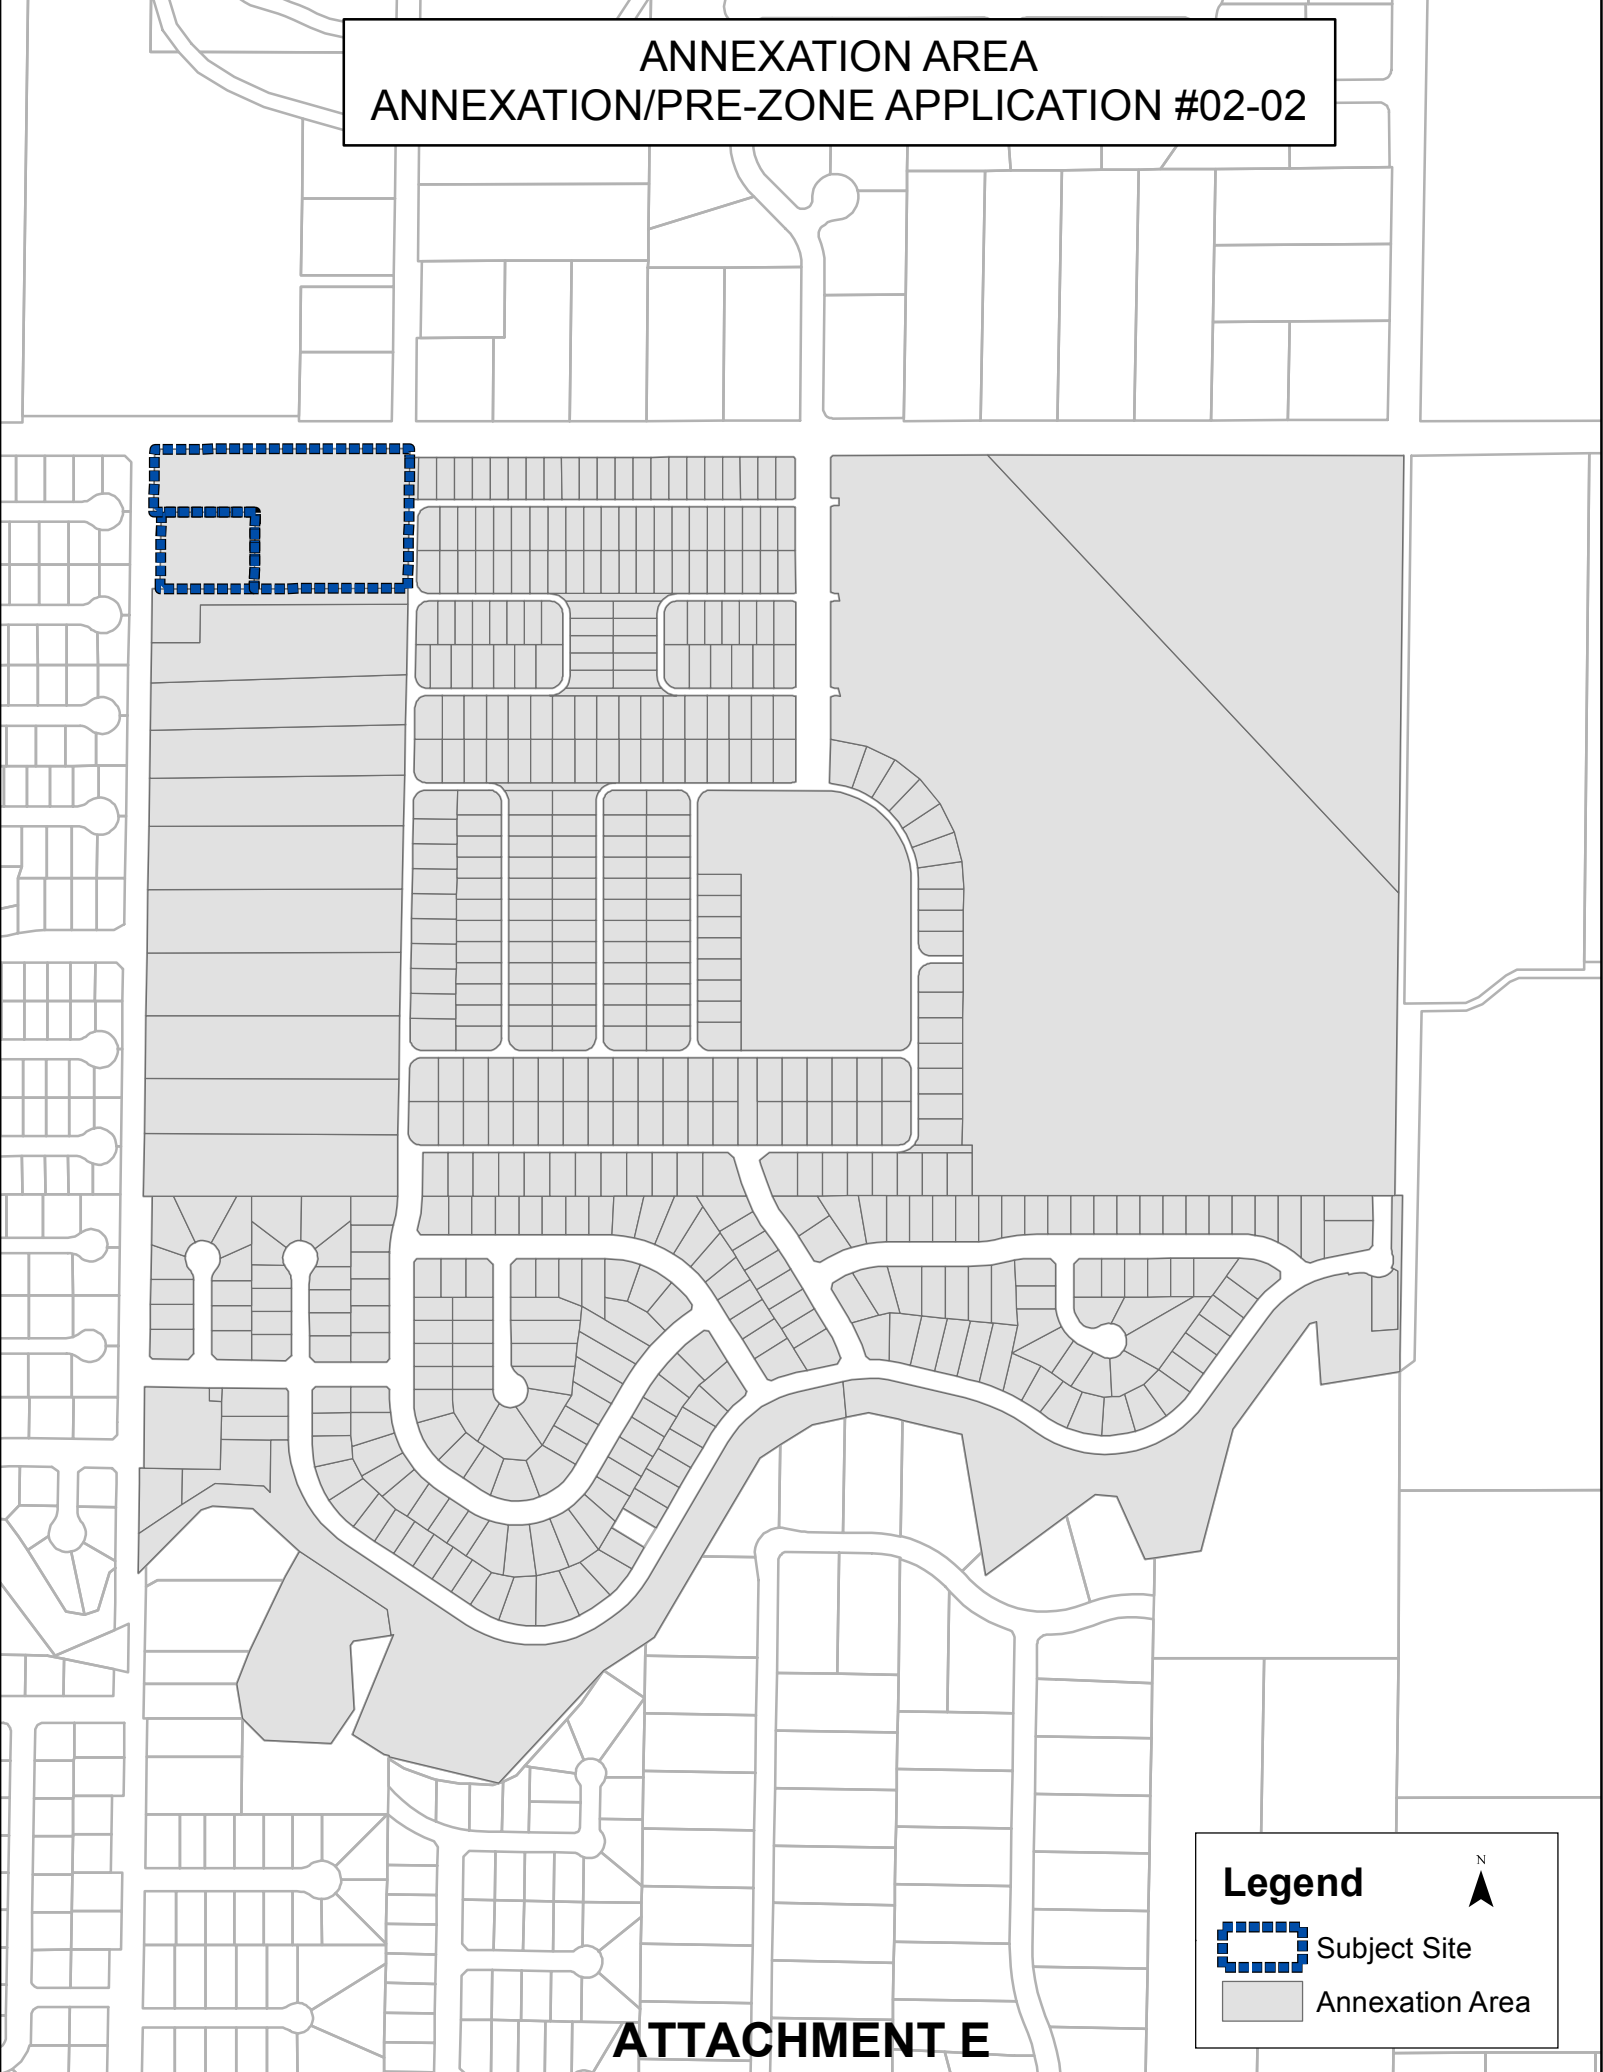 ANNEXATION AREA
ANNEXATION/PRE-ZONE APPLICATION #02-02
Legend
N
Subject Site
Annexation Area
ATTACHMENT E